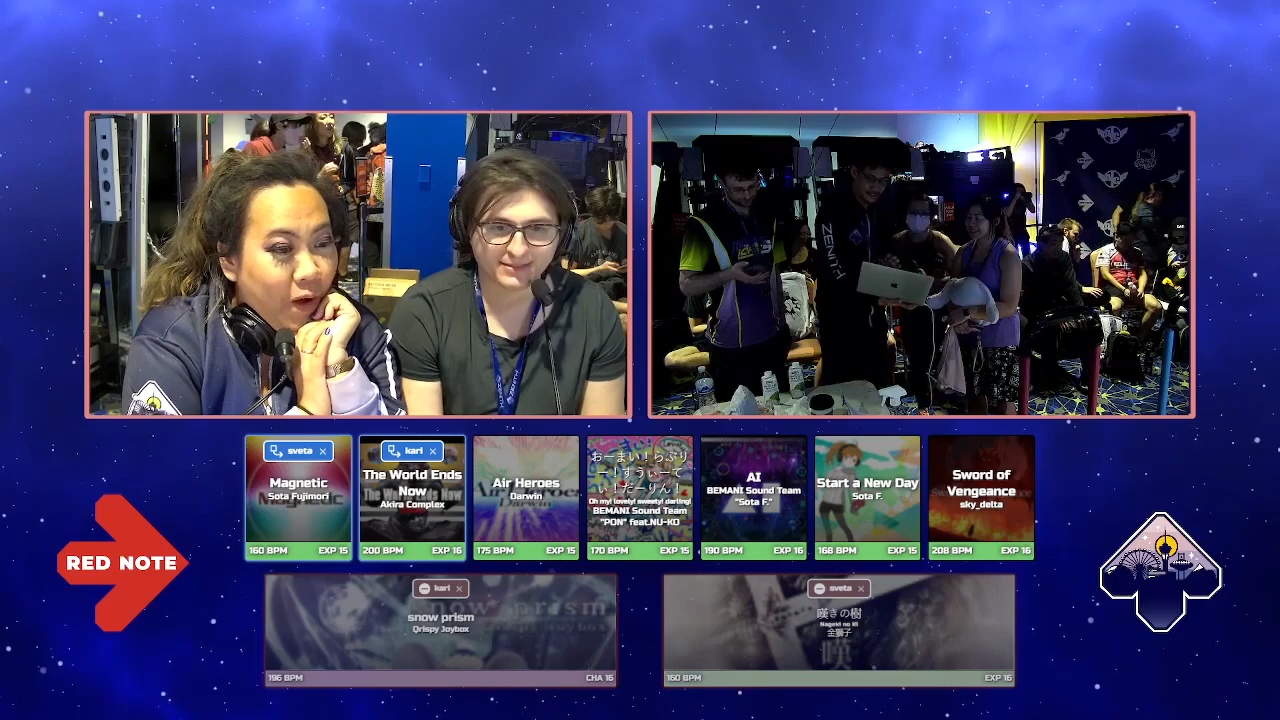 ZENITH
sveta
Magnetic
Sota Fujimori
160 BPM EXP 15
kari
The World Ends
Now
Akira Complex
200 BPM EXP 16
Air Heroes
Darwin
175 BPM EXP 15
おーまい!らぶり
ー!すうぃーて
ぃ!だーりん!
Oh my! lovely! sweety! darling!
BEMANI Sound Team
"PON" feat.NU-KO
170 BPM EXP 15
AI
BEMANI Sound Team
"Sota F."
190 BPM EXP 16
Start a New Day
Sota F.
168 BPM EXP 15
Sword of
Vengeance
sky_delta
208 BPM EXP 16
RED NOTE
kari
snow prism
Qrispy Joybox
196 BPM CHA 16
sveta
嘆きの樹
Nageki no Ki
金獅子
160 BPM EXP 16